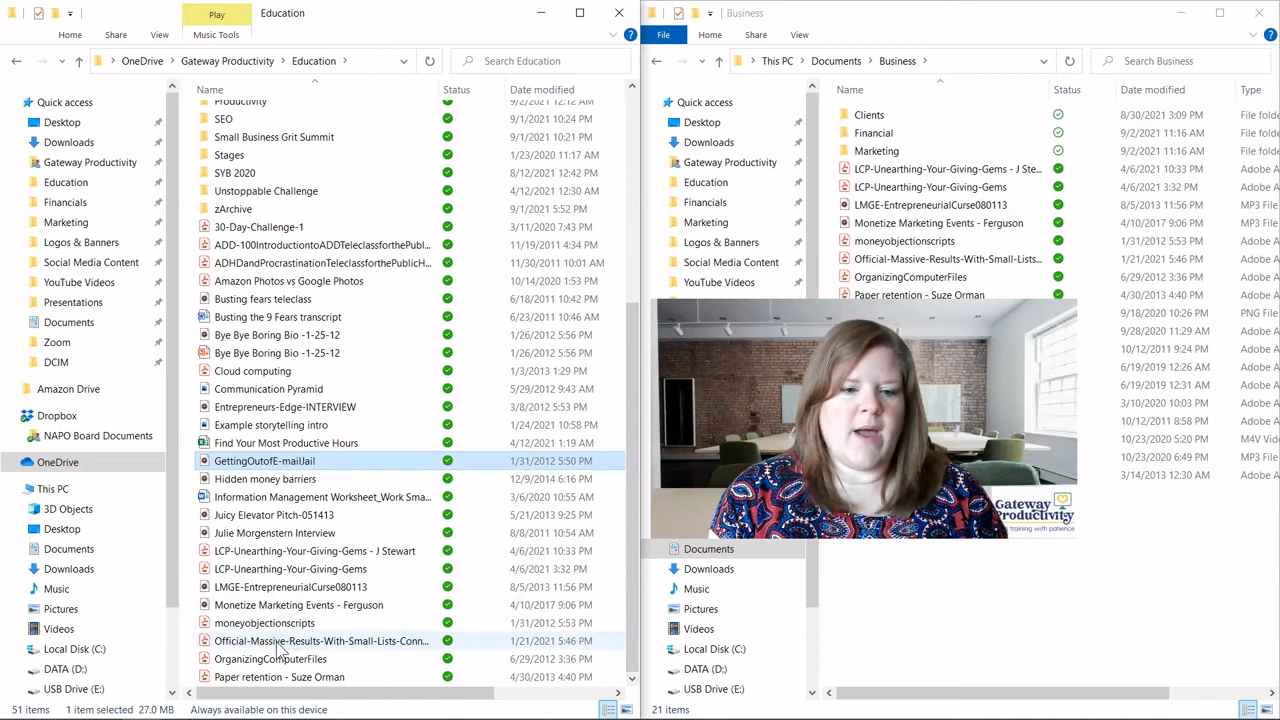 Play
Education
Home
Share
View
Music Tools
OneDrive
Gateway Productivity
Education
Search Education
Name
Status
Date modified
Quick access
Desktop
Downloads
Gateway Productivity
Education
Financials
Marketing
Logos & Banners
Social Media Content
YouTube Videos
Presentations
Documents
Zoom
DCIM
Amazon Drive
Dropbox
NAPO Board Documents
OneDrive
This PC
3D Objects
Desktop
Documents
Downloads
Music
Pictures
Videos
Local Disk (C:)
DATA (D:)
USB Drive (E:)
Productivity 9/2/2021 12:12 AM
SEO 9/1/2021 10:24 PM
Small Business Grit Summit 9/1/2021 10:21 PM
Stages 1/23/2020 11:17 AM
SYB 2020 8/12/2021 12:42 PM
Unstoppable Challenge 4/12/2021 12:30 AM
zArchive 9/1/2021 5:52 PM
30-Day-Challenge-1 3/11/2020 7:43 PM
ADD-100IntroductiontoADDTeleclassforthePubl... 11/19/2011 4:34 PM
ADHDandProcrastinationTeleclassforthePublicH... 11/30/2011 10:01 AM
Amazon Photos vs Google Photos 10/14/2020 1:53 PM
Busting fears teleclass 6/18/2011 10:42 PM
Busting the 9 Fears transcript 6/23/2011 10:46 AM
Bye Bye Boring Bio -1-25-12 1/26/2012 5:56 PM
Bye Bye Boring Bio -1-25-12 1/26/2012 5:56 PM
Cloud computing 1/3/2013 1:29 PM
Communication Pyramid 5/29/2012 9:43 AM
Entrepreneurs-Edge-INTERVIEW 3/8/2012 5:53 PM
Example storytelling intro 1/24/2021 10:58 PM
Find Your Most Productive Hours 4/12/2021 1:19 AM
GettingOutofE-mailJail 1/31/2012 5:50 PM
Hidden money barriers 12/9/2014 6:16 PM
Information Management Worksheet_Work Sma... 3/6/2020 10:55 AM
Juicy Elevator Pitch 051413 5/21/2013 9:25 PM
Julie Morgenstern Interview 8/8/2011 10:54 AM
LCP-Unearthing-Your-Giving-Gems - J Stewart 4/6/2021 10:33 PM
LCP-Unearthing-Your-Giving-Gems 4/6/2021 3:32 PM
LMGE-EntrepreneurialCurse080113 8/5/2013 11:56 PM
Monetize Marketing Events - Ferguson 4/10/2017 9:06 PM
moneyobjectionscripts 1/31/2012 5:53 PM
Official-Massive-Results-With-Small-Lists-Conn... 1/21/2021 5:46 PM
OrganizingComputerFiles 6/29/2012 3:36 PM
Paper retention - Suze Orman 4/30/2013 4:40 PM
51 items 1 item selected 27.0 MB Always available on this device
Business
File
Home
Share
View
This PC
Documents
Business
Search Business
Name
Status
Date modified
Type
Quick access
Desktop
Downloads
Gateway Productivity
Education
Financials
Marketing
Logos & Banners
Social Media Content
YouTube Videos
Documents
Downloads
Music
Pictures
Videos
Local Disk (C:)
DATA (D:)
USB Drive (E:)
Clients 8/30/2021 3:09 PM File folde
Financial 9/2/2021 11:16 AM File folde
Marketing 9/2/2021 11:16 AM File folde
LCP-Unearthing-Your-Giving-Gems - J Ste... 4/6/2021 10:33 PM Adobe A
LCP-Unearthing-Your-Giving-Gems 4/6/2021 3:32 PM Adobe A
LMGE-EntrepreneurialCurse080113 8/5/2013 11:56 PM MP3 File
Monetize Marketing Events - Ferguson 4/10/2017 9:06 PM MP3 File
moneyobjectionscripts 1/31/2012 5:53 PM Adobe A
Official-Massive-Results-With-Small-Lists... 1/21/2021 5:46 PM Adobe A
OrganizingComputerFiles 6/29/2012 3:36 PM Adobe A
Paper retention - Suze Orman 4/30/2013 4:40 PM Adobe A
9/18/2020 10:26 PM PNG File
9/28/2020 11:29 AM Adobe A
10/12/2011 9:24 PM Adobe A
6/19/2019 12:26 AM Adobe A
6/19/2019 12:31 AM Adobe A
3/10/2020 10:03 PM Adobe A
10/12/2011 8:58 PM Adobe A
10/23/2020 5:20 PM M4V Vid
10/23/2020 6:49 PM MP3 File
3/14/2013 12:30 AM Adobe A
Gateway
Productivity
training with patience
21 items